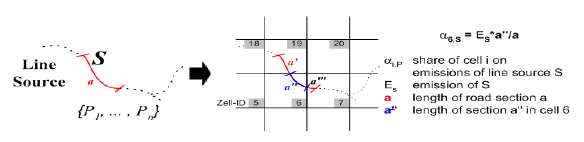 Line
Source
S
a
{P₁, ... , Pₙ}
18
19
20
a'
a''
a'''
Zell-ID
5
6
7
α6,S = ES*a''/a
αi,P share of cell i on
emissions of line source S
Es emission of S
a length of road section a
a'' length of section a'' in cell 6